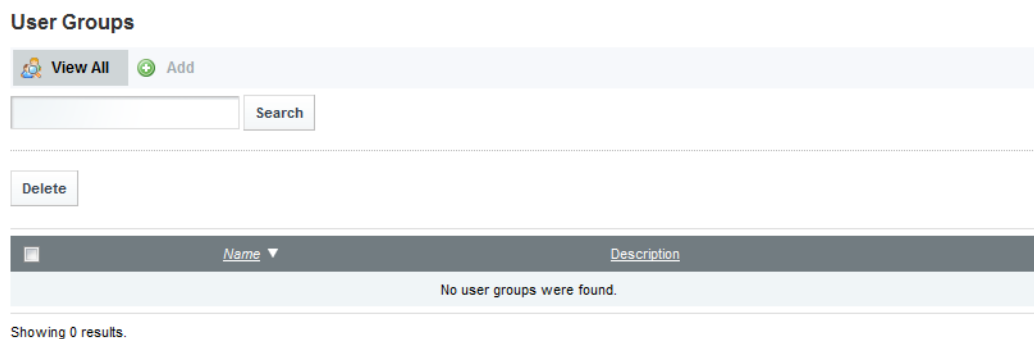 User Groups
View All Add
Search
Delete
Name ▼ Description
No user groups were found.
Showing 0 results.